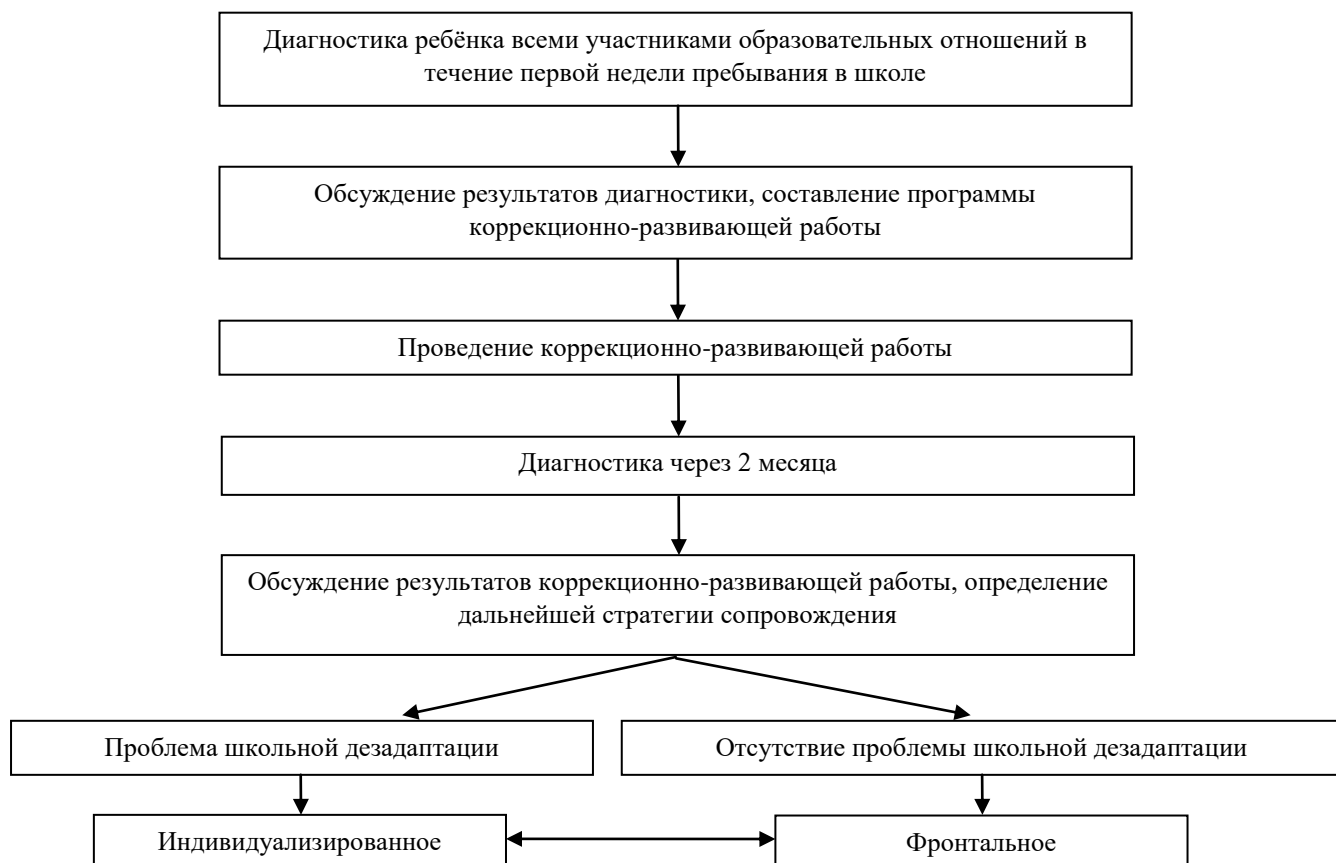 Диагностика ребёнка всеми участниками образовательных отношений в
течение первой недели пребывания в школе
Обсуждение результатов диагностики, составление программы
коррекционно-развивающей работы
Проведение коррекционно-развивающей работы
Диагностика через 2 месяца
Обсуждение результатов коррекционно-развивающей работы, определение
дальнейшей стратегии сопровождения
Проблема школьной дезадаптации
Отсутствие проблемы школьной дезадаптации
Индивидуализированное
Фронтальное